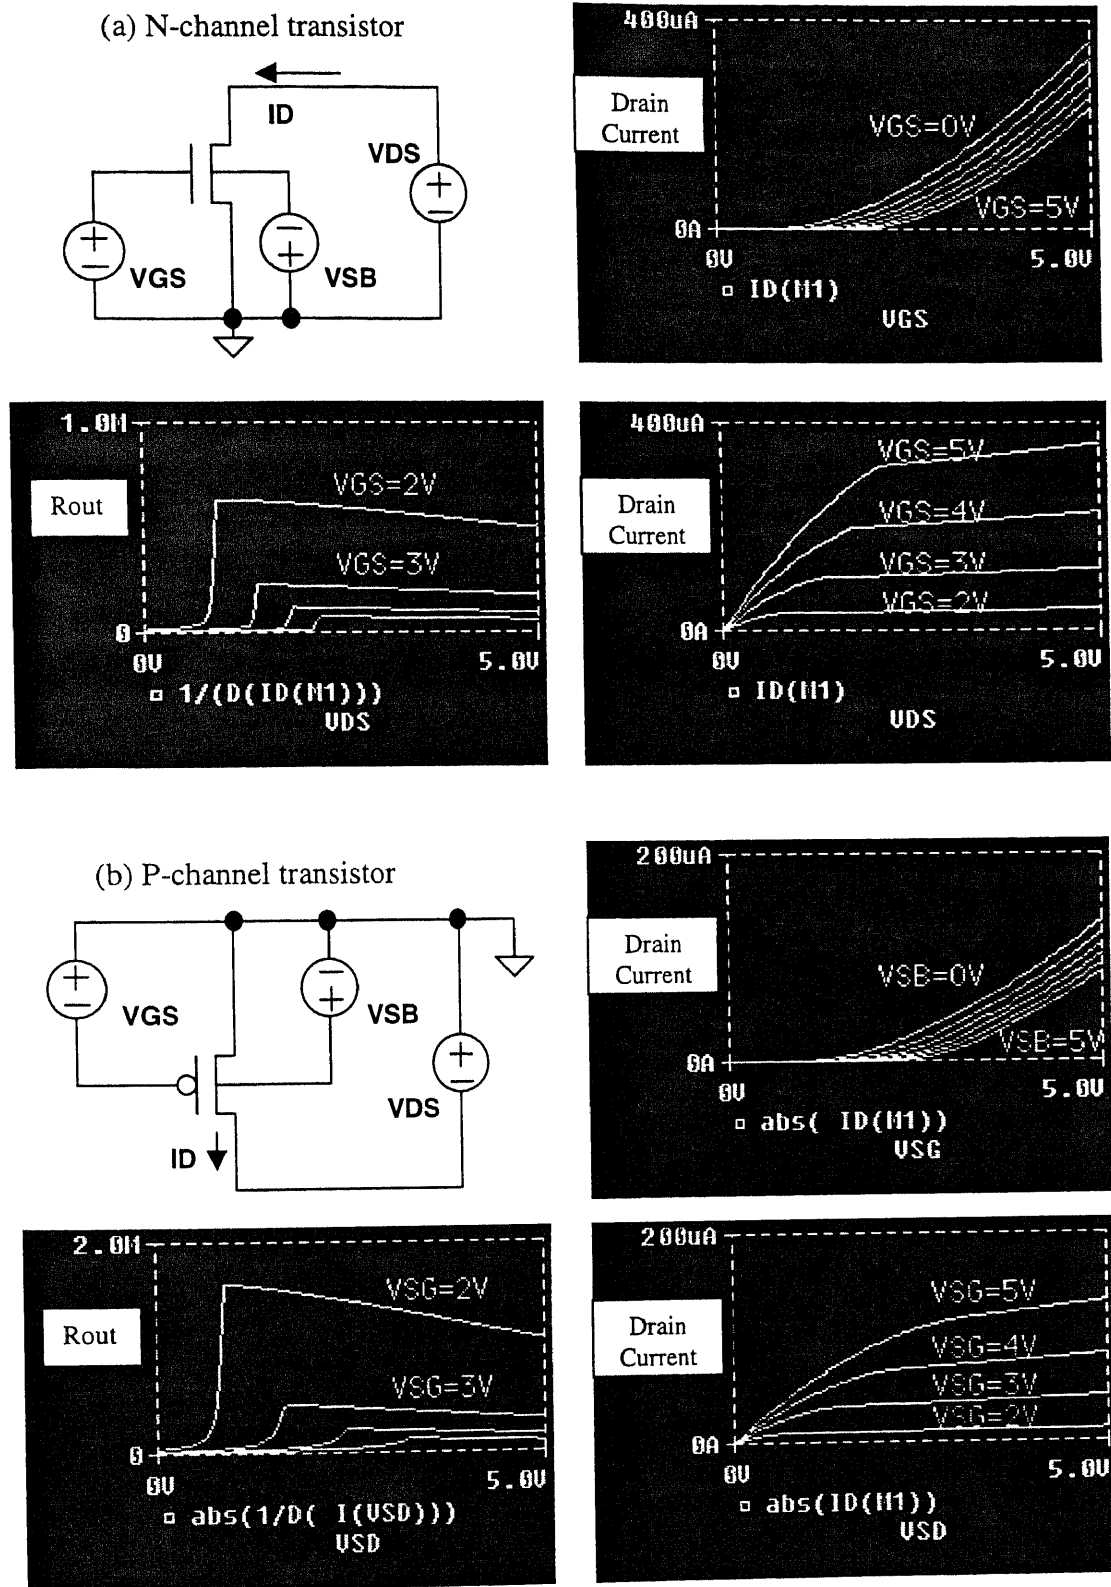 (a) N-channel transistor
ID
VDS
+
−
+
−
VGS
−
+
VSB
400uA
Drain
Current
VGS=0V
VGS=5V
0A
0V
5.0V
ID(M1)
VGS
1.0M
Rout
VGS=2V
VGS=3V
0
0V
5.0V
1/(D(ID(M1)))
VDS
400uA
Drain
Current
VGS=5V
VGS=4V
VGS=3V
VGS=2V
0A
0V
5.0V
ID(M1)
VDS
(b) P-channel transistor
+
−
VGS
−
+
VSB
+
−
VDS
ID
200uA
Drain
Current
VSB=0V
VSB=5V
0A
0V
5.0V
abs( ID(M1))
VSG
2.0M
Rout
VSG=2V
VSG=3V
0
0V
5.0V
abs(1/D( I(VSD)))
VSD
200uA
Drain
Current
VSG=5V
VSG=4V
VSG=3V
VSG=2V
0A
0V
5.0V
abs(ID(M1))
VSD